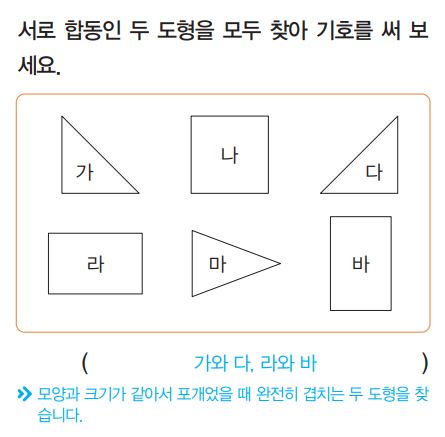 서로 합동인 두 도형을 모두 찾아 기호를 써 보
세요.
가
나
다
라
마
바
( 가와 다, 라와 바 )
모양과 크기가 같아서 포개었을 때 완전히 겹치는 두 도형을 찾
습니다.